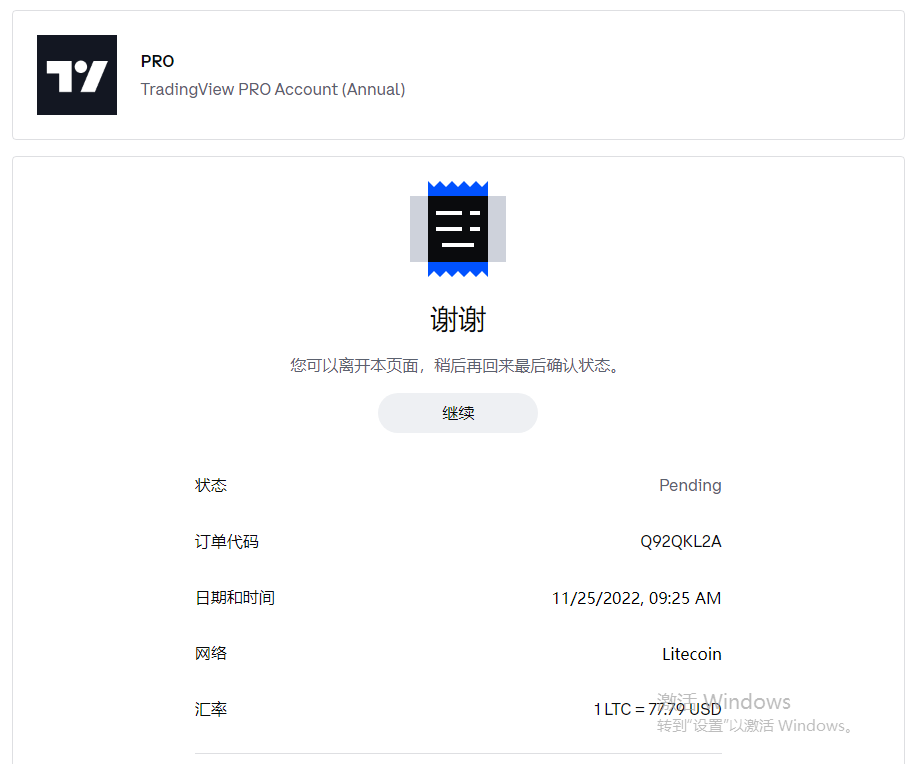 PRO
TradingView PRO Account (Annual)
谢谢
您可以离开本页面，稍后再回来最后确认状态。
继续
状态 Pending
订单代码 Q92QKL2A
日期和时间 11/25/2022, 09:25 AM
网络 Litecoin
汇率 1 LTC = 77.79 USD
激活 Windows
转到"设置"以激活 Windows。